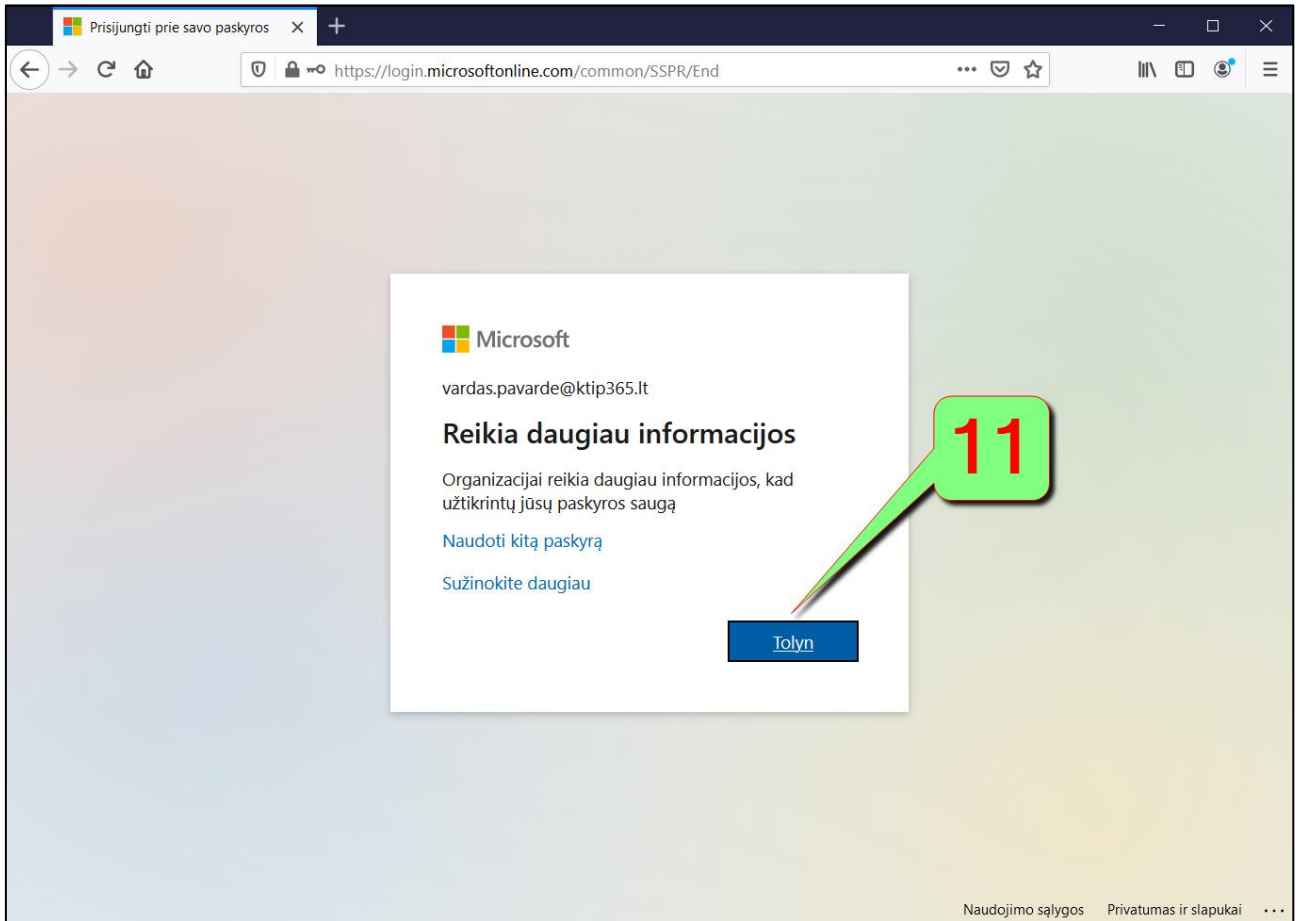 Prisijungti prie savo paskyros
https://login.microsoftonline.com/common/SSPR/End
Microsoft
vardas.pavarde@ktip365.lt
Reikia daugiau informacijos
Organizacijai reikia daugiau informacijos, kad
užtikrintų jūsų paskyros saugą
Naudoti kitą paskyrą
Sužinokite daugiau
11
Tolyn
Naudojimo sąlygos Privatumas ir slapukai ...